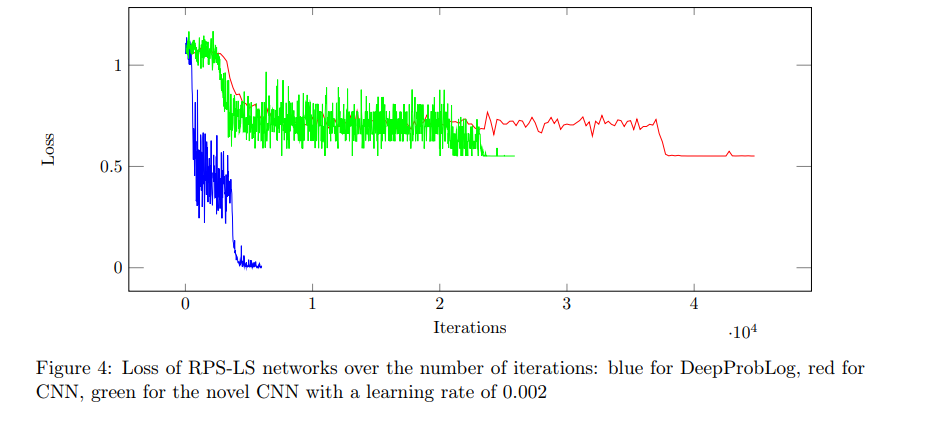 1
0.5
0
Loss
0 1 2 3 4
Iterations
·10⁴
Figure 4: Loss of RPS-LS networks over the number of iterations: blue for DeepProbLog, red for
CNN, green for the novel CNN with a learning rate of 0.002